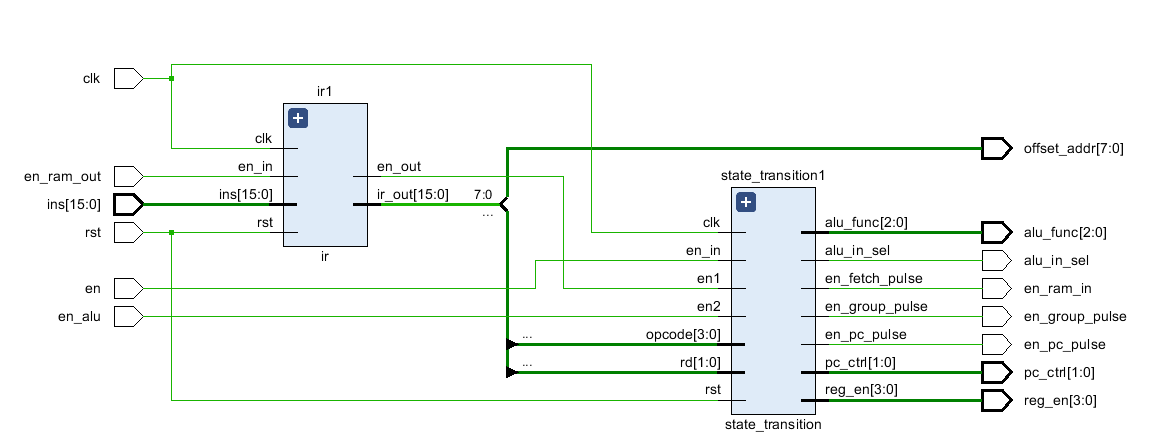 clk
en_ram_out
ins[15:0]
rst
en
en_alu
ir1
clk
en_in
ins[15:0]
rst
en_out
ir_out[15:0]
ir
7:0
...
...
...
state_transition1
clk
en_in
en1
en2
opcode[3:0]
rd[1:0]
rst
alu_func[2:0]
alu_in_sel
en_fetch_pulse
en_group_pulse
en_pc_pulse
pc_ctrl[1:0]
reg_en[3:0]
state_transition
offset_addr[7:0]
alu_func[2:0]
alu_in_sel
en_ram_in
en_group_pulse
en_pc_pulse
pc_ctrl[1:0]
reg_en[3:0]